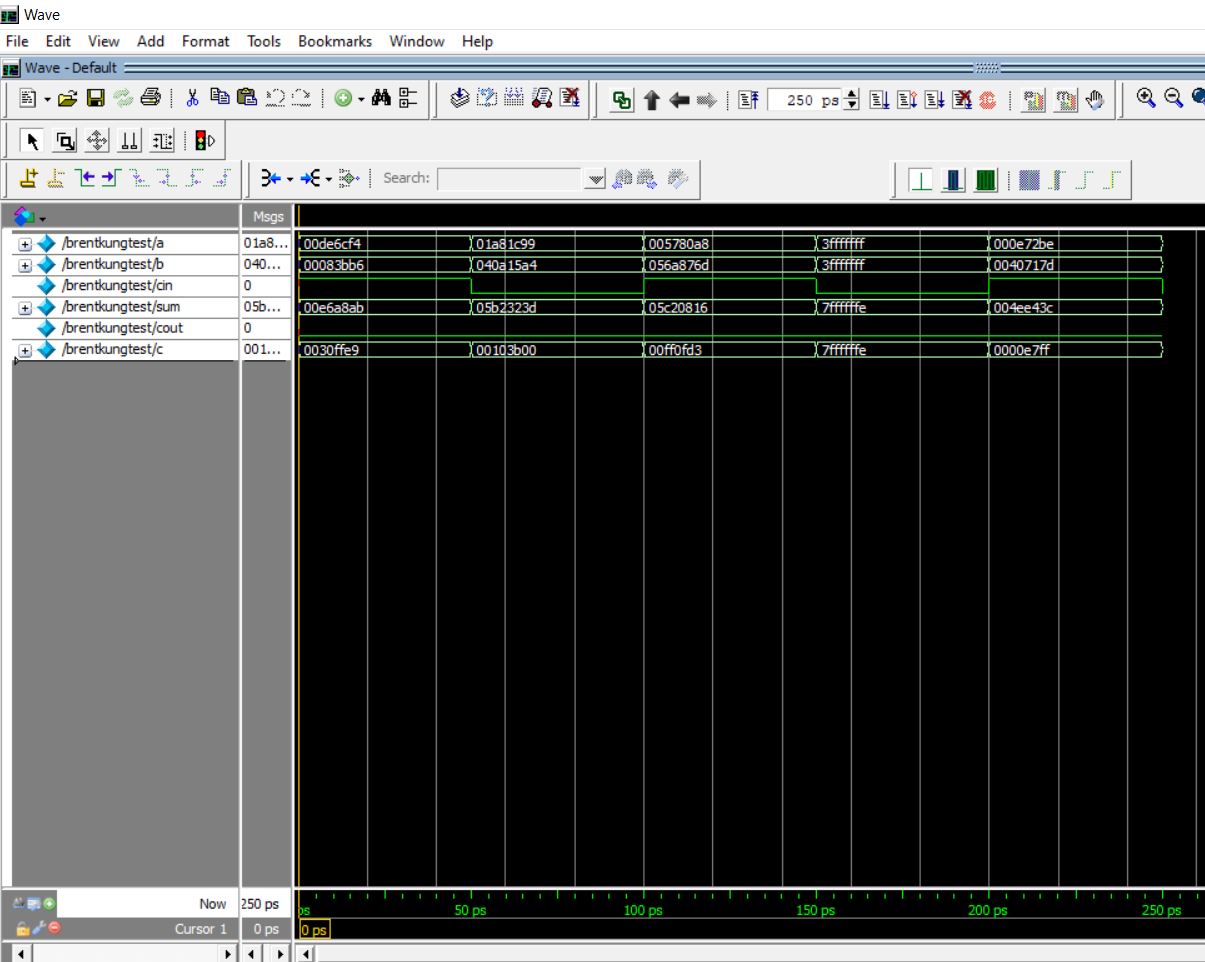 Wave
File Edit View Add Format Tools Bookmarks Window Help
Wave - Default
250 ps
Search:
Msgs
/brentkungtest/a 01a8... 00de6cf4 01a81c99 005780a8 3fffffff 000e72be
/brentkungtest/b 040... 00083bb6 040a15a4 056a876d 3fffffff 0040717d
/brentkungtest/cin 0
/brentkungtest/sum 05b... 00e6a8ab 05b2323d 05c20816 7ffffffe 004ee43c
/brentkungtest/cout 0
/brentkungtest/c 001... 0030ffe9 00103b00 00ff0fd3 7ffffffe 0000e7ff
Now 250 ps ps 50 ps 100 ps 150 ps 200 ps 250 ps
Cursor 1 0 ps 0 ps